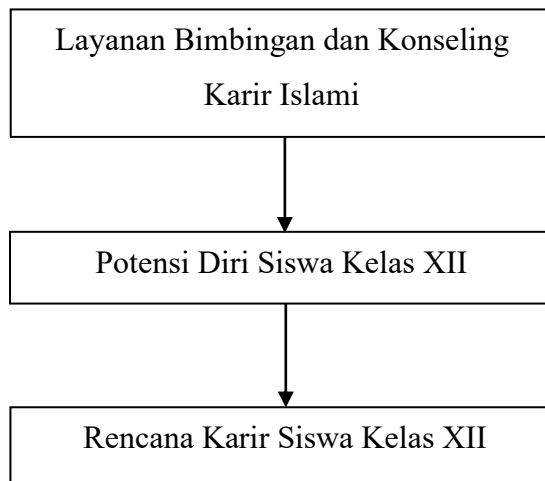 Layanan Bimbingan dan Konseling
Karir Islami
Potensi Diri Siswa Kelas XII
Rencana Karir Siswa Kelas XII